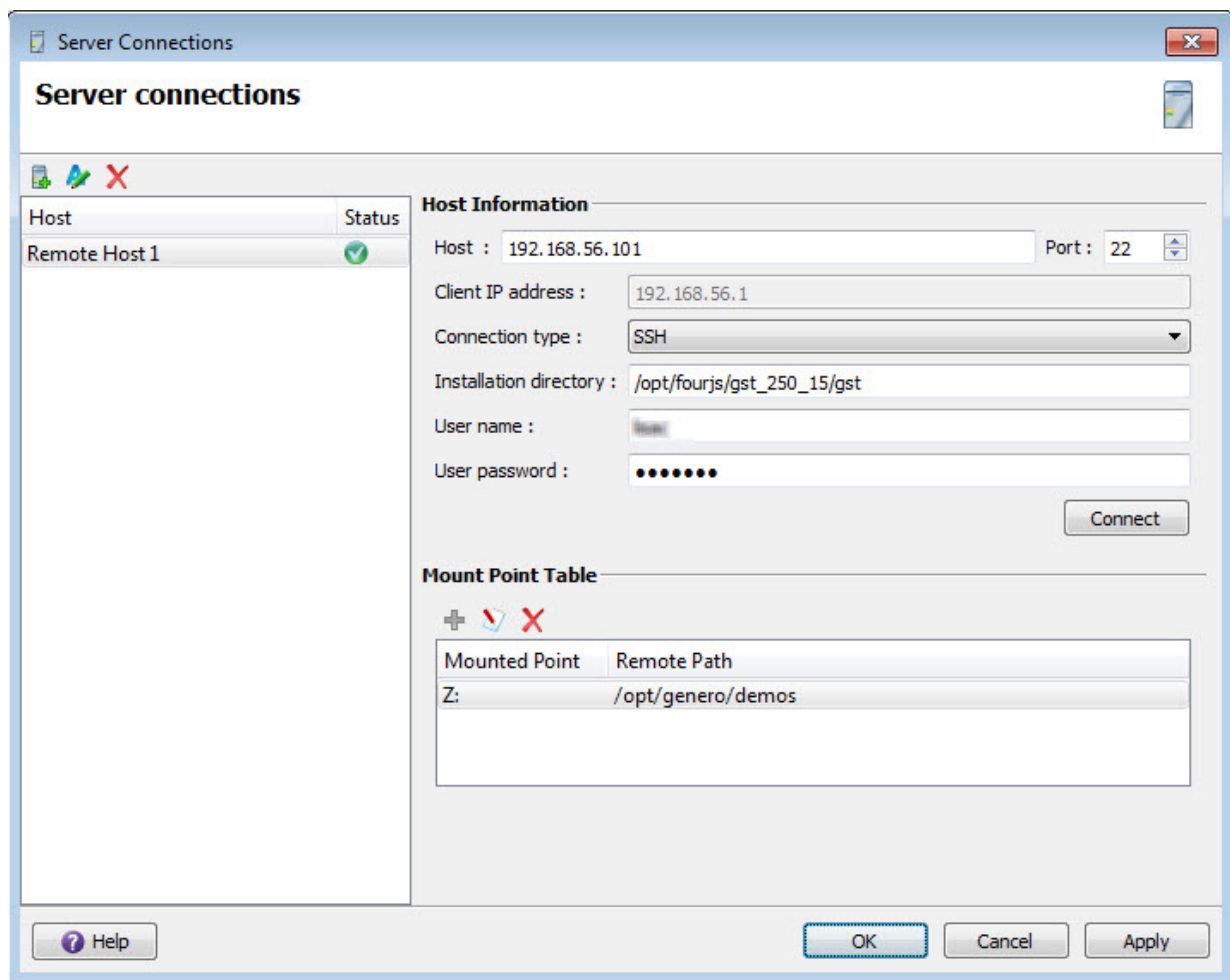 Server Connections
Server connections
Host Status
Remote Host 1
Host Information
Host : 192.168.56.101 Port : 22
Client IP address : 192.168.56.1
Connection type : SSH
Installation directory : /opt/fourjs/gst_250_15/gst
User name :
User password : •••••••
Connect
Mount Point Table
Mounted Point Remote Path
Z: /opt/genero/demos
Help OK Cancel Apply